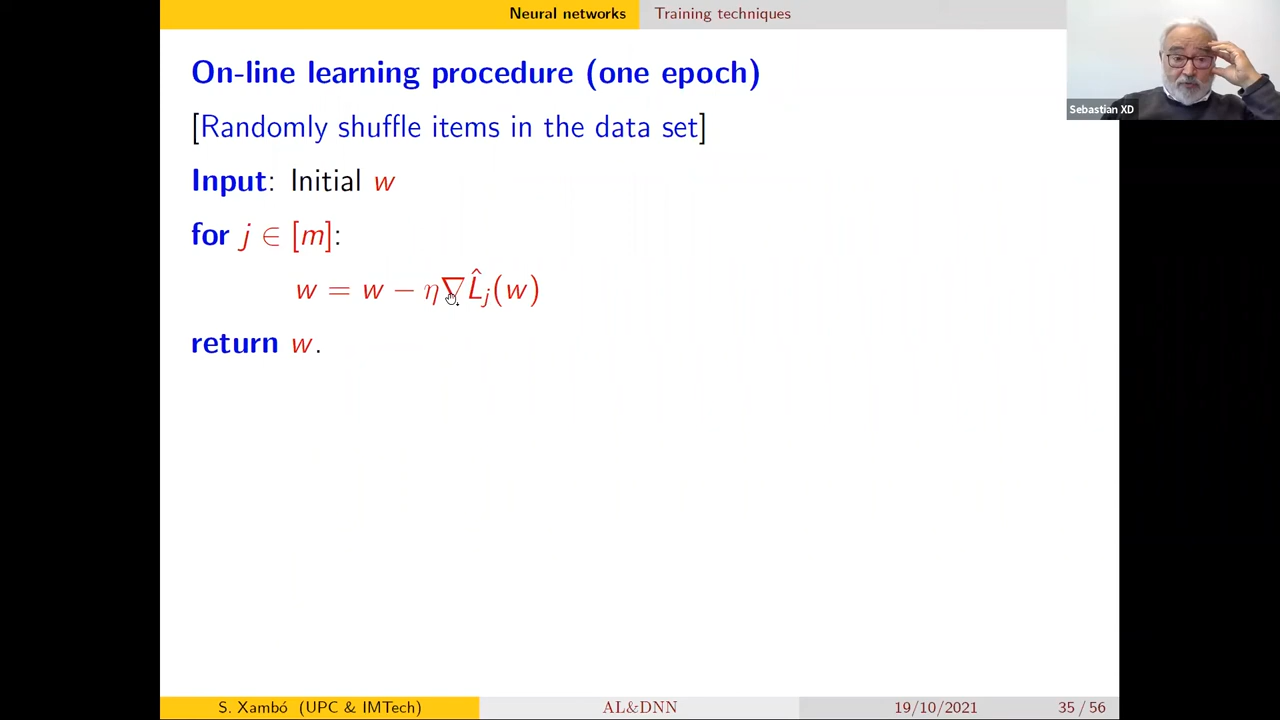 Neural networks Training techniques
On-line learning procedure (one epoch)
[Randomly shuffle items in the data set]
Input: Initial w
for j ∈ [m]:
w = w − η∇L̂ⱼ(w)
return w.
Sebastian XD
S. Xambó (UPC & IMTech) AL&DNN 19/10/2021 35 / 56